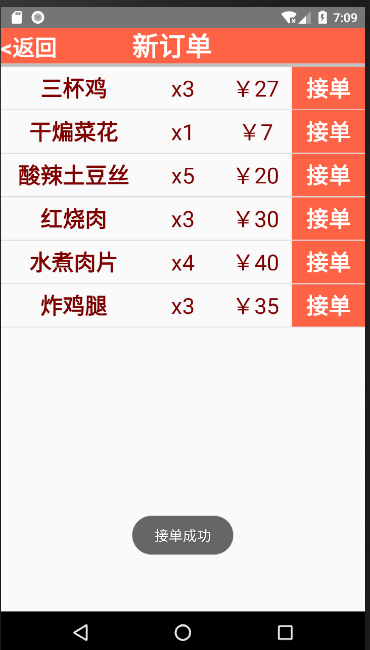 7:09
<返回 新订单
三杯鸡 x3 ￥27 接单
干煸菜花 x1 ￥7 接单
酸辣土豆丝 x5 ￥20 接单
红烧肉 x3 ￥30 接单
水煮肉片 x4 ￥40 接单
炸鸡腿 x3 ￥35 接单
接单成功